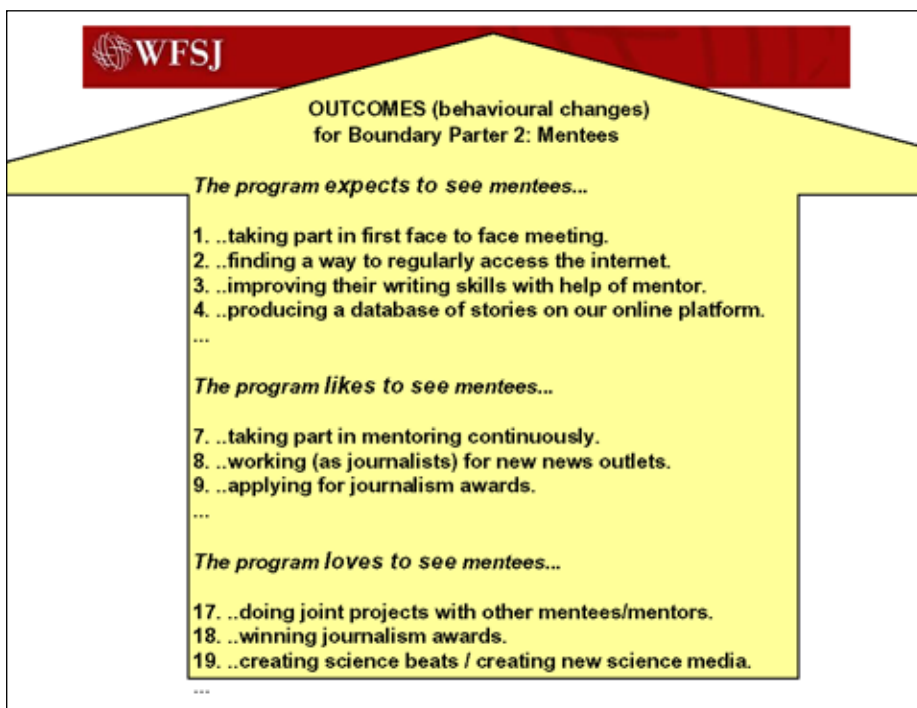 WFSJ
OUTCOMES (behavioural changes)
for Boundary Parter 2: Mentees
The program expects to see mentees...
1. ..taking part in first face to face meeting.
2. ..finding a way to regularly access the internet.
3. ..improving their writing skills with help of mentor.
4. ..producing a database of stories on our online platform.
...
The program likes to see mentees...
7. ..taking part in mentoring continuously.
8. ..working (as journalists) for new news outlets.
9. ..applying for journalism awards.
...
The program loves to see mentees...
17. ..doing joint projects with other mentees/mentors.
18. ..winning journalism awards.
19. ..creating science beats / creating new science media.
...